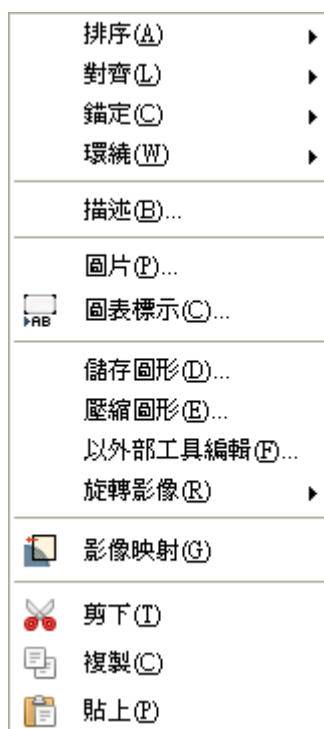 排序(A)
對齊(L)
錨定(C)
環繞(W)
描述(B)...
圖片(P)...
AB
圖表標示(C)...
儲存圖形(D)...
壓縮圖形(E)...
以外部工具編輯(F)...
旋轉影像(R)
影像映射(G)
剪下(T)
複製(C)
貼上(P)